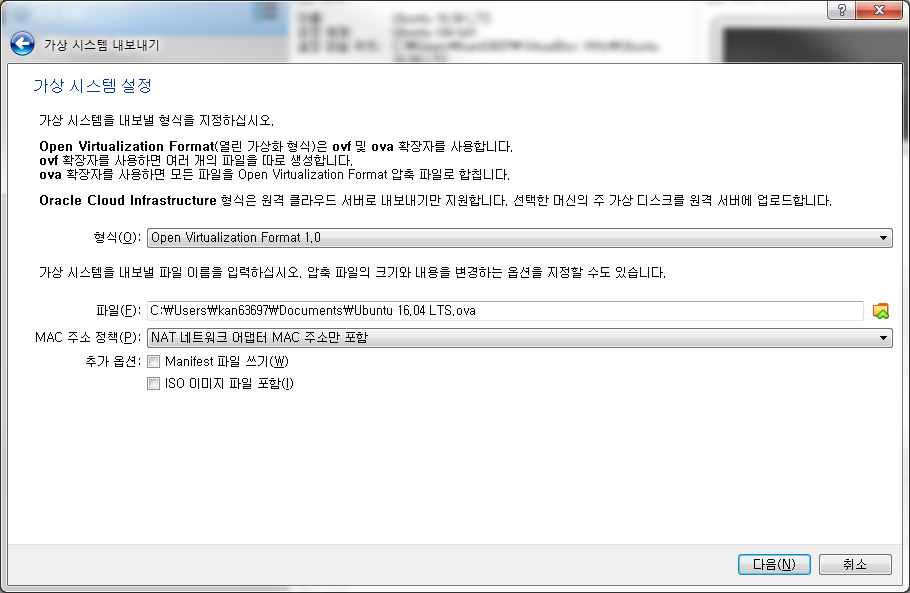 가상 시스템 내보내기
가상 시스템 설정
가상 시스템을 내보낼 형식을 지정하십시오.
Open Virtualization Format(열린 가상화 형식)은 ovf 및 ova 확장자를 사용합니다.
ovf 확장자를 사용하면 여러 개의 파일을 따로 생성합니다.
ova 확장자를 사용하면 모든 파일을 Open Virtualization Format 압축 파일로 합칩니다.
Oracle Cloud Infrastructure 형식은 원격 클라우드 서버로 내보내기만 지원합니다. 선택한 머신의 주 가상 디스크를 원격 서버에 업로드합니다.
형식(O): Open Virtualization Format 1.0
가상 시스템을 내보낼 파일 이름을 입력하십시오. 압축 파일의 크기와 내용을 변경하는 옵션을 지정할 수도 있습니다.
파일(F): C:₩Users₩kan63697₩Documents₩Ubuntu 16.04 LTS.ova
MAC 주소 정책(P): NAT 네트워크 어댑터 MAC 주소만 포함
추가 옵션: Manifest 파일 쓰기(W)
ISO 이미지 파일 포함(I)
다음(N) 취소